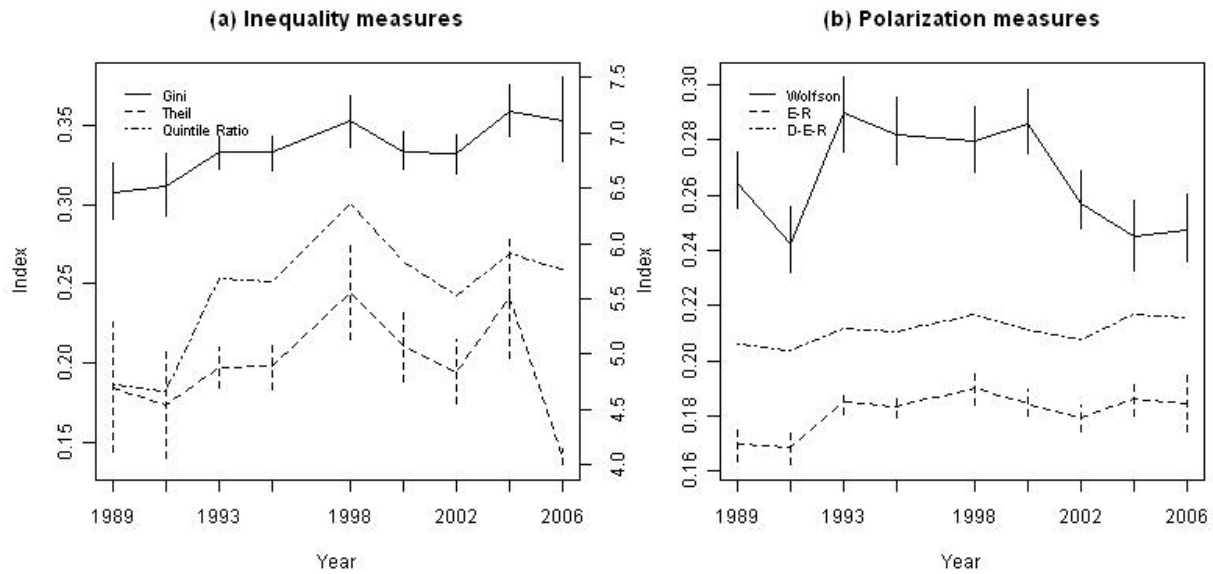 (a) Inequality measures
Gini
Theil
Quintile Ratio
Index
0.15 0.20 0.25 0.30 0.35
4.0 4.5 5.0 5.5 6.0 6.5 7.0 7.5
1989 1993 1998 2002 2006
Year
(b) Polarization measures
Wolfson
E-R
D-E-R
Index
0.16 0.18 0.20 0.22 0.24 0.26 0.28 0.30
1989 1993 1998 2002 2006
Year